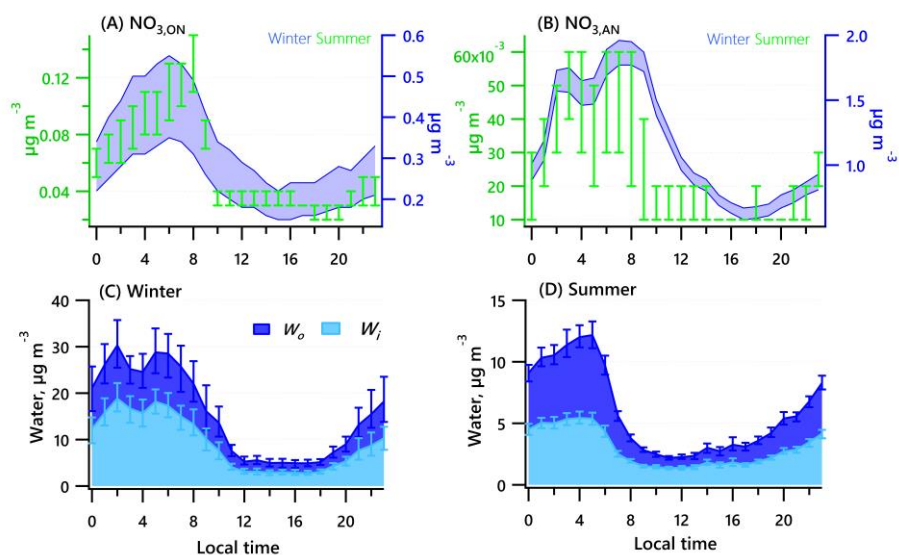 (A) NO3,ON
Winter Summer
0.12
0.08
0.04
µg m-3
0.6
0.5
0.4
0.3
0.2
µg m-3
0 4 8 12 16 20
(B) NO3,AN
Winter Summer
60x10-3
50
40
30
20
10
µg m-3
2.0
1.5
1.0
µg m-3
0 4 8 12 16 20
(C) Winter
Wo Wi
40
30
20
10
0
Water, µg m-3
0 4 8 12 16 20
Local time
(D) Summer
15
10
5
0
Water, µg m-3
0 4 8 12 16 20
Local time